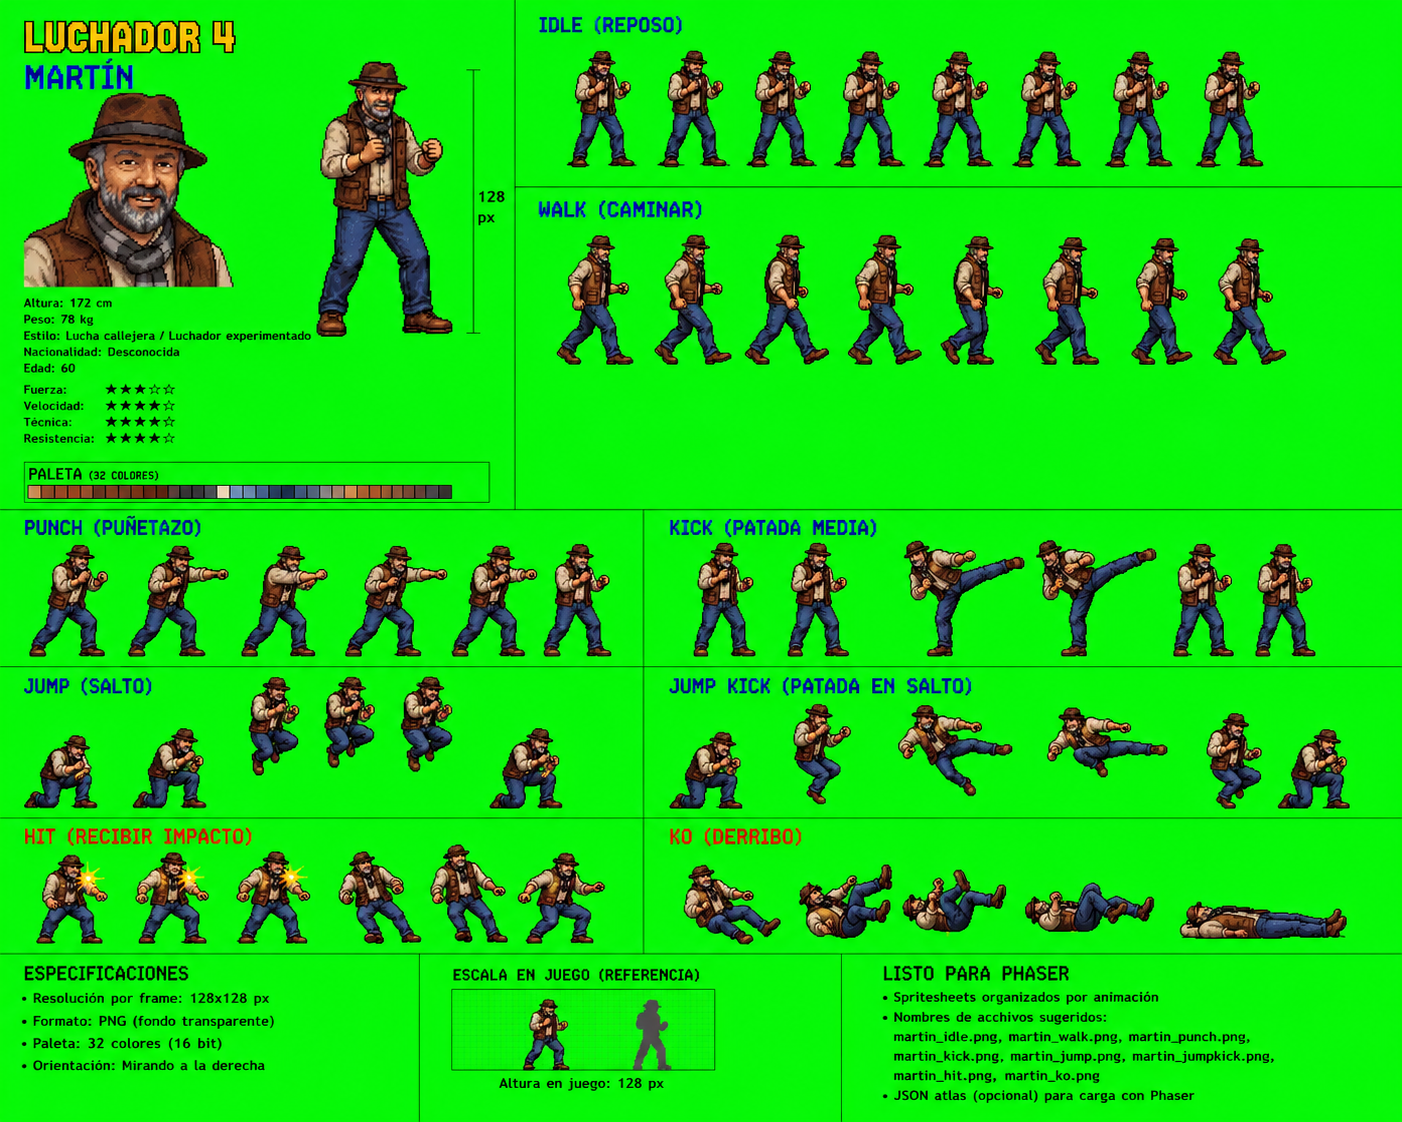 LUCHADOR 4
MARTÍN
128
px
Altura: 172 cm
Peso: 78 kg
Estilo: Lucha callejera / Luchador experimentado
Nacionalidad: Desconocida
Edad: 60
Fuerza: ★★★☆☆
Velocidad: ★★★★☆
Técnica: ★★★★☆
Resistencia: ★★★★☆
PALETA (32 COLORES)
IDLE (REPOSO)
WALK (CAMINAR)
PUNCH (PUÑETAZO)
KICK (PATADA MEDIA)
JUMP (SALTO)
JUMP KICK (PATADA EN SALTO)
HIT (RECIBIR IMPACTO)
KO (DERRIBO)
ESPECIFICACIONES
• Resolución por frame: 128x128 px
• Formato: PNG (fondo transparente)
• Paleta: 32 colores (16 bit)
• Orientación: Mirando a la derecha
ESCALA EN JUEGO (REFERENCIA)
Altura en juego: 128 px
LISTO PARA PHASER
• Spritesheets organizados por animación
• Nombres de acchivos sugeridos:
martin_idle.png, martin_walk.png, martin_punch.png,
martin_kick.png, martin_jump.png, martin_jumpkick.png,
martin_hit.png, martin_ko.png
• JSON atlas (opcional) para carga con Phaser